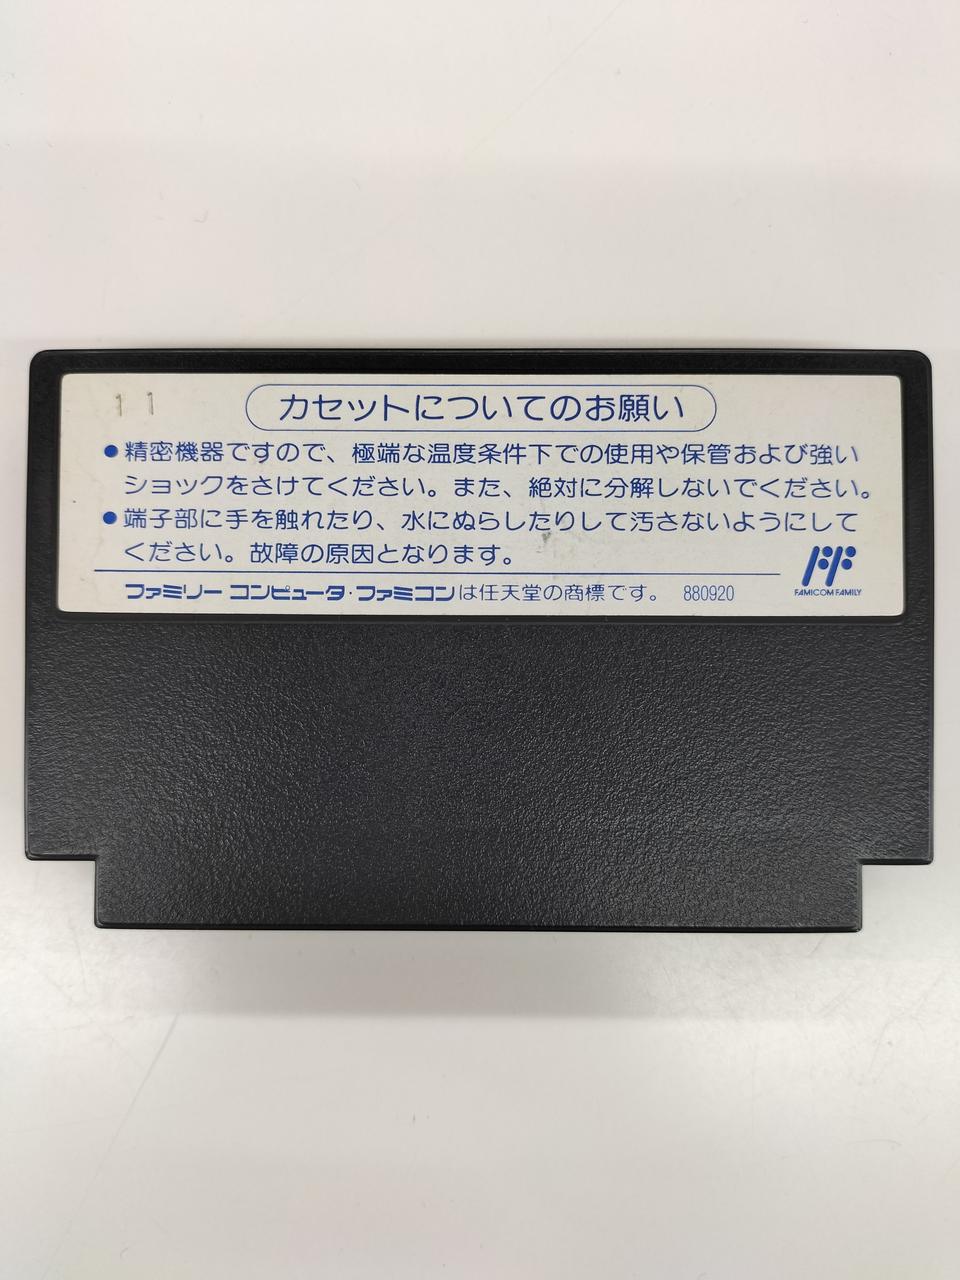 11
カセットについてのお願い
●精密機器ですので、極端な温度条件下での使用や保管および強い
ショックをさけてください。また、絶対に分解しないでください。
●端子部に手を触れたり、水にぬらしたりして汚さないようにして
ください。故障の原因となります。
FAMICOM FAMILY
ファミリーコンピュータ・ファミコンは任天堂の商標です。 880920